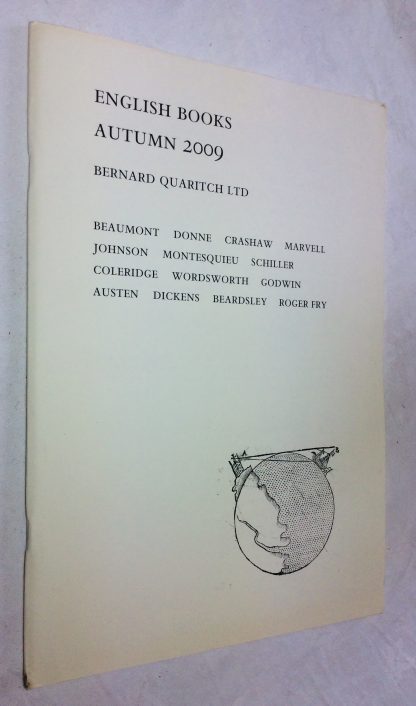 ENGLISH BOOKS
AUTUMN 2009
BERNARD QUARITCH LTD
BEAUMONT DONNE CRASHAW MARVELL
JOHNSON MONTESQUIEU SCHILLER
COLERIDGE WORDSWORTH GODWIN
AUSTEN DICKENS BEARDSLEY ROGER FRY